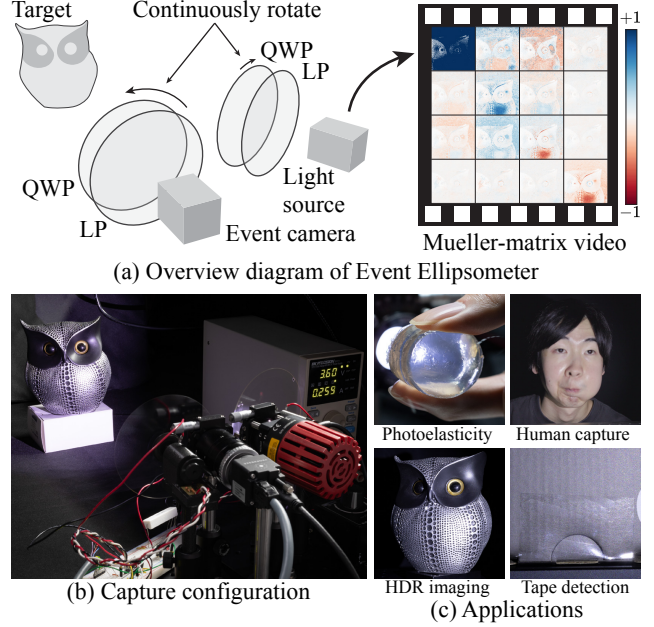 Target
Continuously rotate
QWP
LP
QWP
LP
Light
source
Event camera
+1
−1
Mueller-matrix video
(a) Overview diagram of Event Ellipsometer
3.60
0.259
Photoelasticity
Human capture
HDR imaging
Tape detection
(b) Capture configuration
(c) Applications